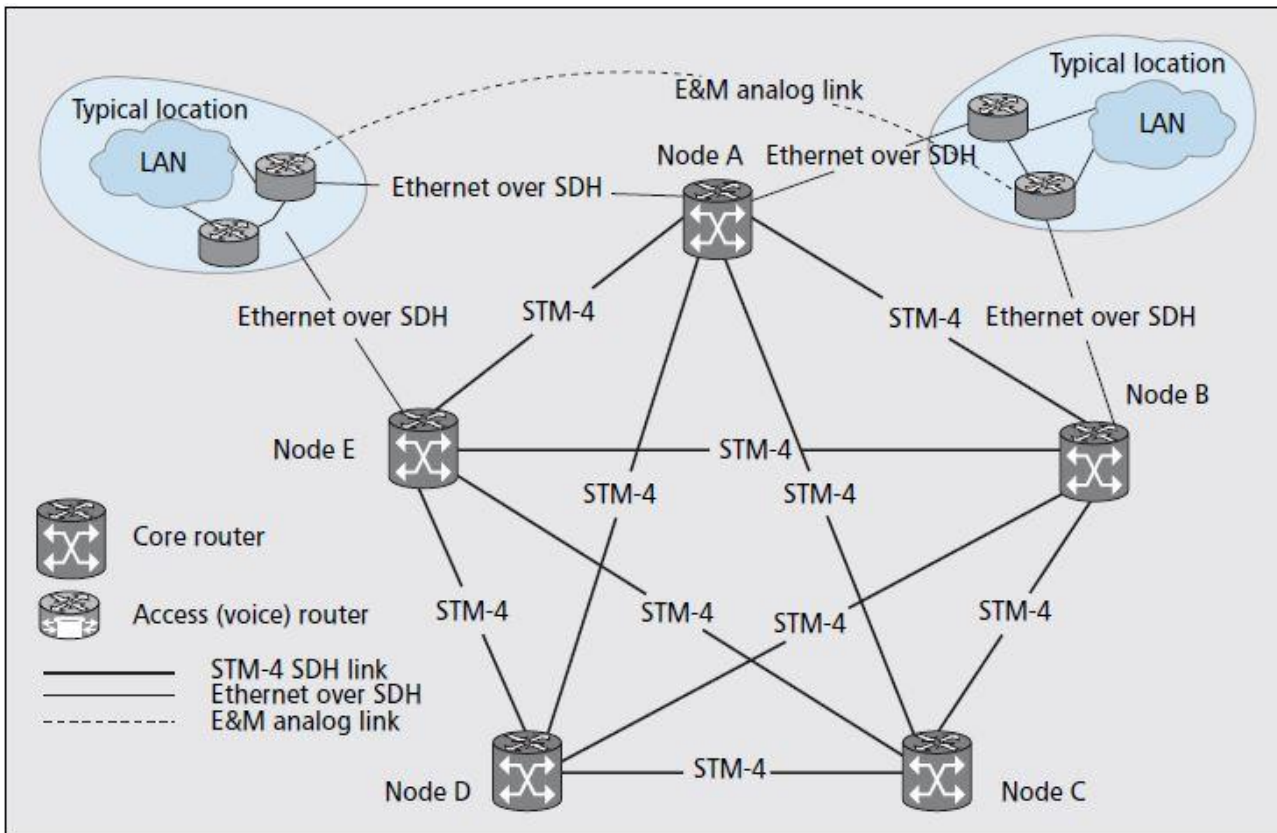 Typical location
LAN
E&M analog link
Typical location
LAN
Node A
Ethernet over SDH
Ethernet over SDH
Ethernet over SDH
STM-4
STM-4
Ethernet over SDH
Node B
Node E
STM-4
STM-4
STM-4
Core router
Access (voice) router
STM-4
STM-4
STM-4
STM-4
STM-4 SDH link
Ethernet over SDH
E&M analog link
Node D
STM-4
Node C